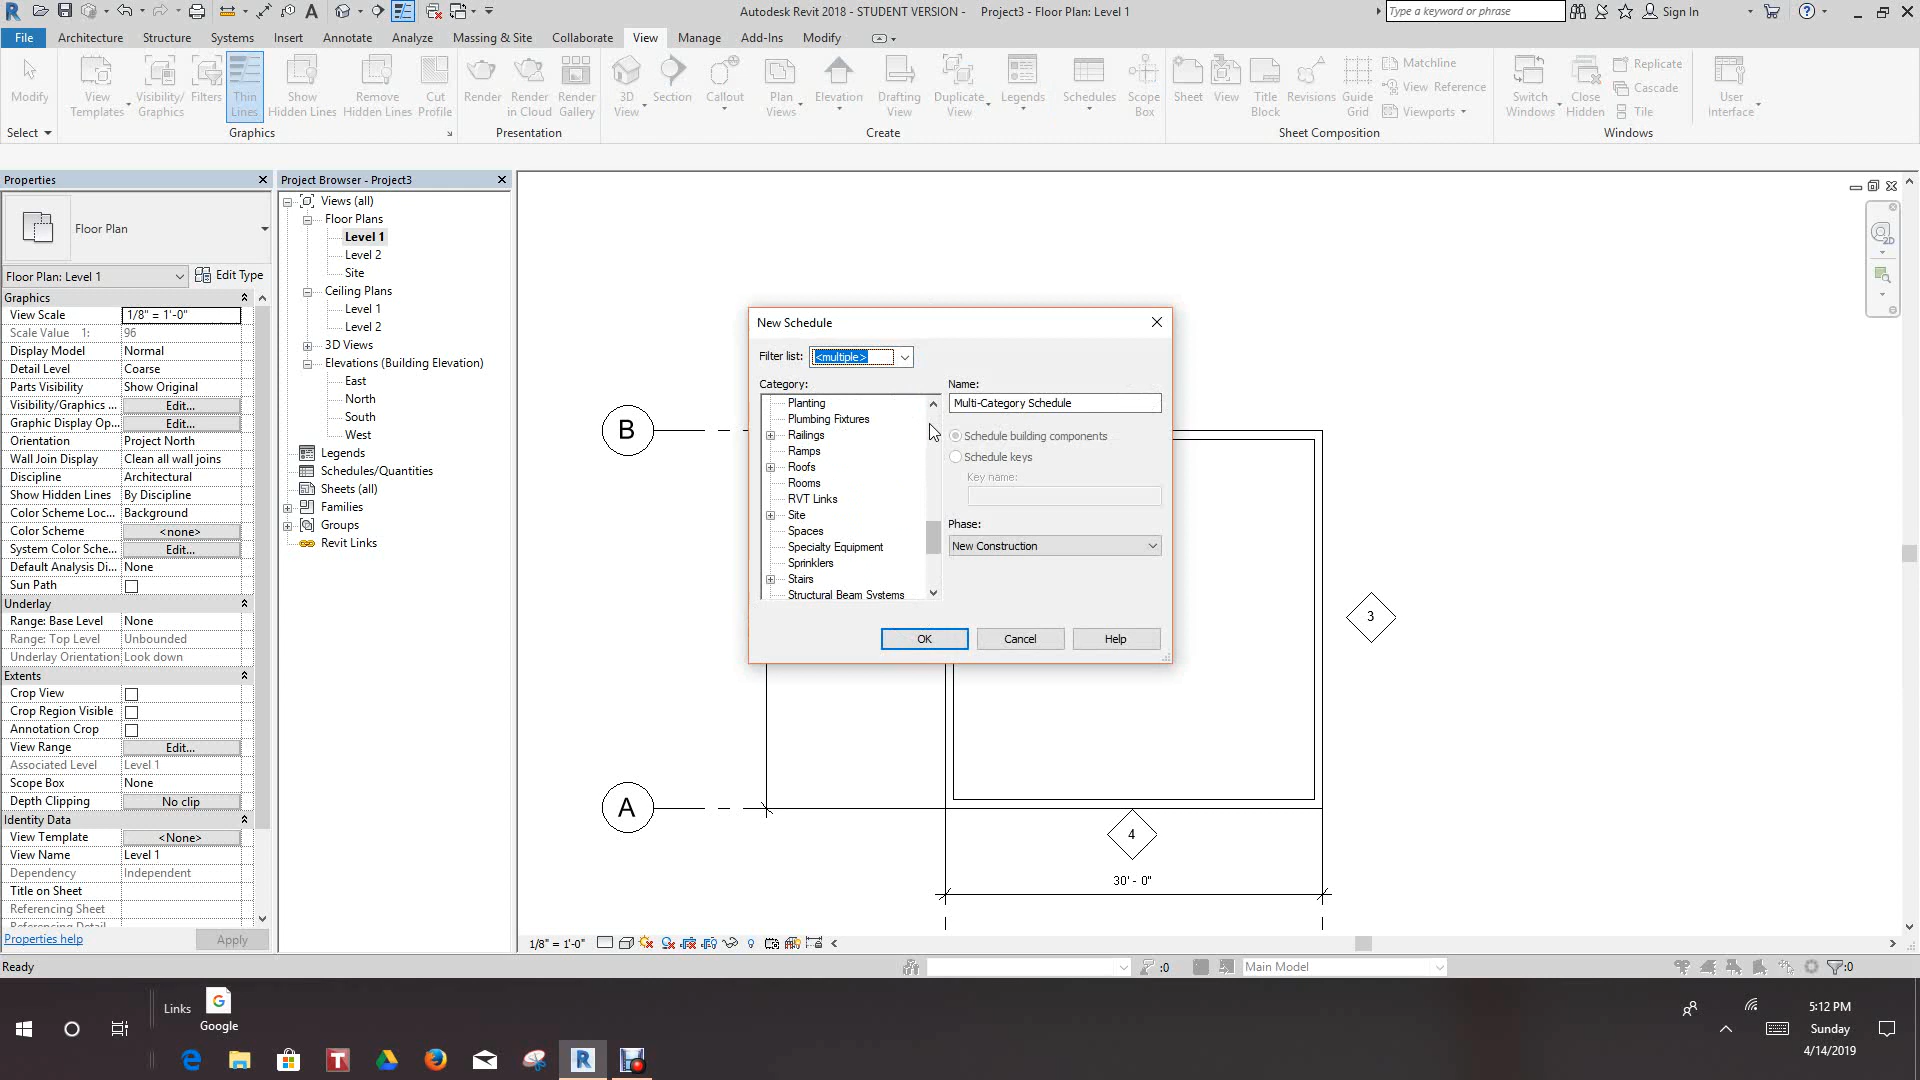 Autodesk Revit 2018 - STUDENT VERSION -    Project3 - Floor Plan: Level 1
Type a keyword or phrase
Sign In
File Architecture Structure Systems Insert Annotate Analyze Massing & Site Collaborate View Manage Add-Ins Modify
Modify
View Templates
Visibility/ Graphics
Filters
Thin Lines
Show Hidden Lines
Remove Hidden Lines
Cut Profile
Render
Render in Cloud
Render Gallery
3D View
Section
Callout
Plan Views
Elevation
Drafting View
Duplicate View
Legends
Schedules
Scope Box
Sheet
View
Title Block
Revisions
Guide Grid
Matchline
View Reference
Viewports
Switch Windows
Close Hidden
Replicate
Cascade
Tile
User Interface
Select
Graphics
Presentation
Create
Sheet Composition
Windows
Properties
Floor Plan
Floor Plan: Level 1
Edit Type
Graphics
View Scale 1/8" = 1'-0"
Scale Value 1: 96
Display Model Normal
Detail Level Coarse
Parts Visibility Show Original
Visibility/Graphics ... Edit...
Graphic Display Op... Edit...
Orientation Project North
Wall Join Display Clean all wall joins
Discipline Architectural
Show Hidden Lines By Discipline
Color Scheme Loc... Background
Color Scheme <none>
System Color Sche... Edit...
Default Analysis Di... None
Sun Path
Underlay
Range: Base Level None
Range: Top Level Unbounded
Underlay Orientation Look down
Extents
Crop View
Crop Region Visible
Annotation Crop
View Range Edit...
Associated Level Level 1
Scope Box None
Depth Clipping No clip
Identity Data
View Template <None>
View Name Level 1
Dependency Independent
Title on Sheet
Referencing Sheet
Properties help
Apply
Project Browser - Project3
Views (all)
Floor Plans
Level 1
Level 2
Site
Ceiling Plans
Level 1
Level 2
3D Views
Elevations (Building Elevation)
East
North
South
West
Legends
Schedules/Quantities
Sheets (all)
Families
Groups
Revit Links
New Schedule
Filter list: <multiple>
Category:
Planting
Plumbing Fixtures
Railings
Ramps
Roofs
Rooms
RVT Links
Site
Spaces
Specialty Equipment
Sprinklers
Stairs
Structural Beam Systems
Name:
Multi-Category Schedule
Schedule building components
Schedule keys
Key name:
Phase:
New Construction
OK
Cancel
Help
B
A
3
4
30' - 0"
2D
1/8" = 1'-0"
Ready
:0
Main Model
:0
Links
Google
5:12 PM
Sunday
4/14/2019